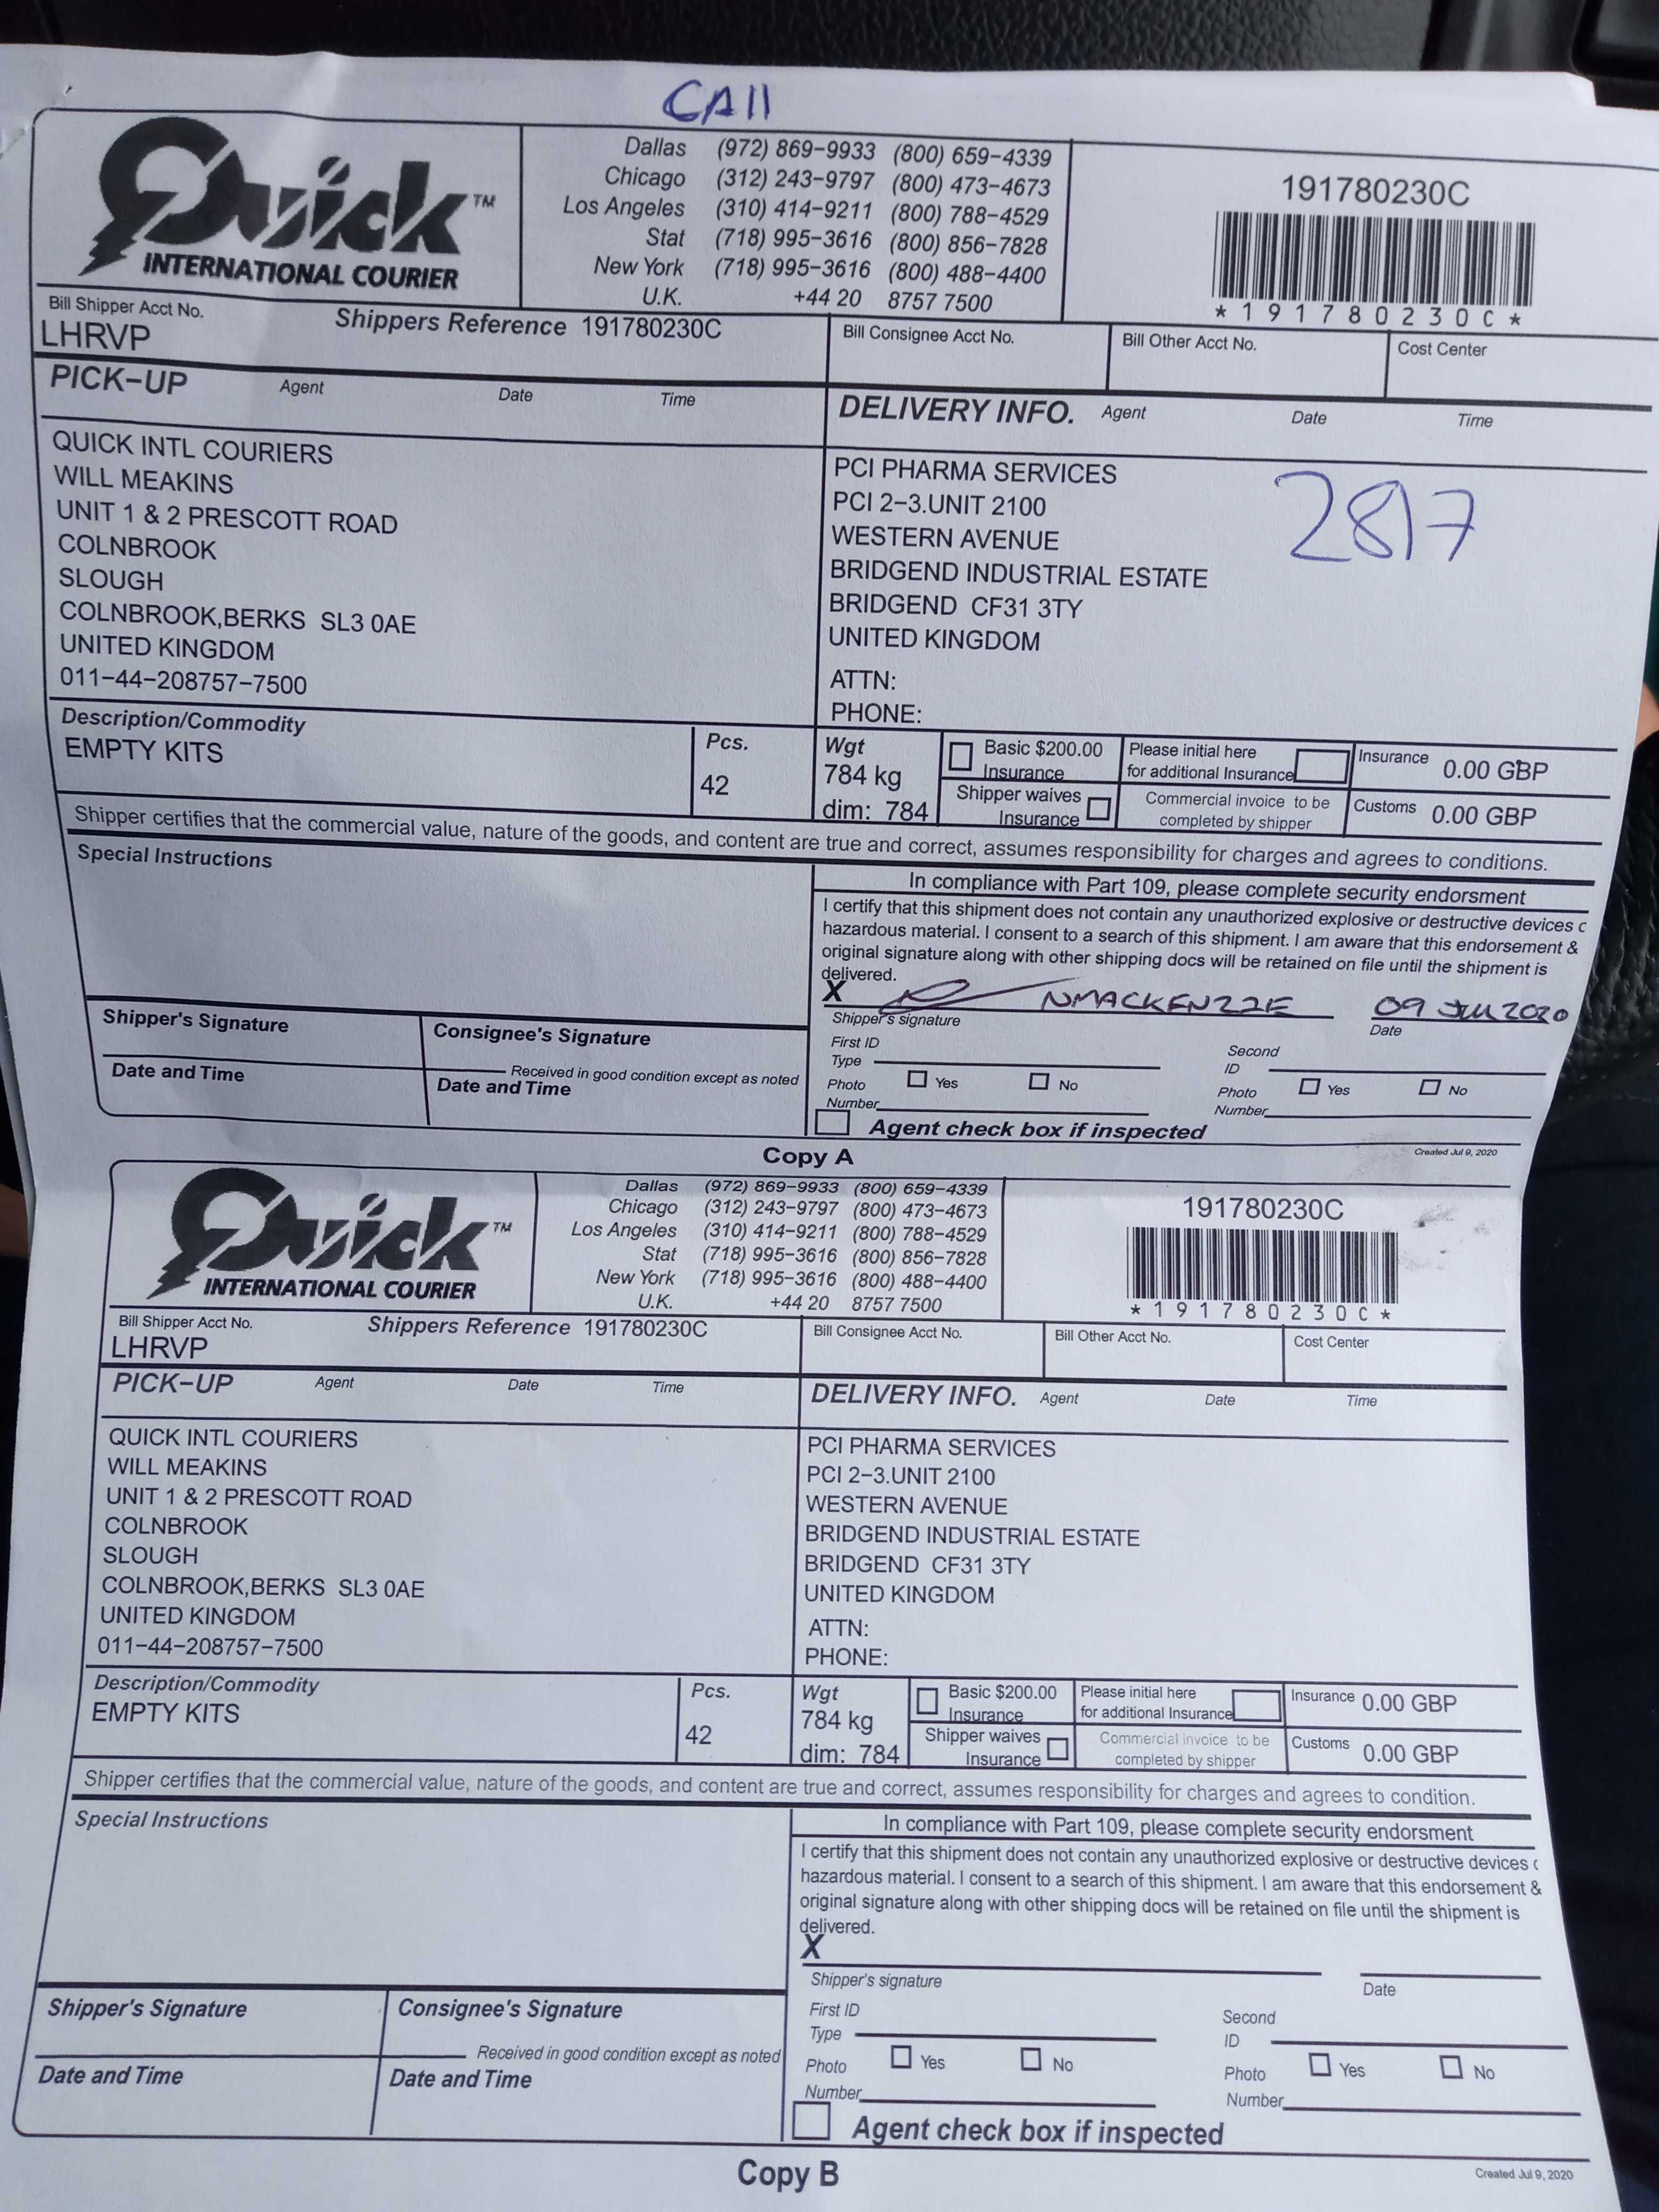 CAll
Quick™
INTERNATIONAL COURIER
Dallas (972) 869-9933 (800) 659-4339
Chicago (312) 243-9797 (800) 473-4673
Los Angeles (310) 414-9211 (800) 788-4529
Stat (718) 995-3616 (800) 856-7828
New York (718) 995-3616 (800) 488-4400
U.K. +44 20 8757 7500
191780230C
*191780230C*
Bill Shipper Acct No.
LHRVP
Shippers Reference 191780230C
Bill Consignee Acct No.
Bill Other Acct No.
Cost Center
PICK-UP Agent Date Time
DELIVERY INFO. Agent Date Time
QUICK INTL COURIERS
WILL MEAKINS
UNIT 1 & 2 PRESCOTT ROAD
COLNBROOK
SLOUGH
COLNBROOK,BERKS SL3 0AE
UNITED KINGDOM
011-44-208757-7500
PCI PHARMA SERVICES
PCI 2-3.UNIT 2100
WESTERN AVENUE
BRIDGEND INDUSTRIAL ESTATE
BRIDGEND CF31 3TY
UNITED KINGDOM
ATTN:
PHONE:
2817
Description/Commodity
EMPTY KITS
Pcs.
42
Wgt
784 kg
dim: 784
Basic $200.00
Insurance
Shipper waives
Insurance
Please initial here
for additional Insurance
Commercial invoice to be
completed by shipper
Insurance 0.00 GBP
Customs 0.00 GBP
Shipper certifies that the commercial value, nature of the goods, and content are true and correct, assumes responsibility for charges and agrees to conditions.
Special Instructions
In compliance with Part 109, please complete security endorsment
I certify that this shipment does not contain any unauthorized explosive or destructive devices
hazardous material. I consent to a search of this shipment. I am aware that this endorsement &
original signature along with other shipping docs will be retained on file until the shipment is
delivered.
X NMACKENZIE 09 JUL 2020
Shipper's signature
Date
Shipper's Signature
Consignee's Signature
Received in good condition except as noted
Date and Time
Date and Time
First ID
Type
Photo Yes No
Number
Second
ID
Photo Yes No
Number
Agent check box if inspected
Copy A
Created Jul 9, 2020
Quick™
INTERNATIONAL COURIER
Dallas (972) 869-9933 (800) 659-4339
Chicago (312) 243-9797 (800) 473-4673
Los Angeles (310) 414-9211 (800) 788-4529
Stat (718) 995-3616 (800) 856-7828
New York (718) 995-3616 (800) 488-4400
U.K. +44 20 8757 7500
191780230C
*191780230C*
Bill Shipper Acct No.
LHRVP
Shippers Reference 191780230C
Bill Consignee Acct No.
Bill Other Acct No.
Cost Center
PICK-UP Agent Date Time
DELIVERY INFO. Agent Date Time
QUICK INTL COURIERS
WILL MEAKINS
UNIT 1 & 2 PRESCOTT ROAD
COLNBROOK
SLOUGH
COLNBROOK,BERKS SL3 0AE
UNITED KINGDOM
011-44-208757-7500
PCI PHARMA SERVICES
PCI 2-3.UNIT 2100
WESTERN AVENUE
BRIDGEND INDUSTRIAL ESTATE
BRIDGEND CF31 3TY
UNITED KINGDOM
ATTN:
PHONE:
Description/Commodity
EMPTY KITS
Pcs.
42
Wgt
784 kg
dim: 784
Basic $200.00
Insurance
Shipper waives
Insurance
Please initial here
for additional Insurance
Commercial invoice to be
completed by shipper
Insurance 0.00 GBP
Customs 0.00 GBP
Shipper certifies that the commercial value, nature of the goods, and content are true and correct, assumes responsibility for charges and agrees to condition.
Special Instructions
In compliance with Part 109, please complete security endorsment
I certify that this shipment does not contain any unauthorized explosive or destructive devices
hazardous material. I consent to a search of this shipment. I am aware that this endorsement &
original signature along with other shipping docs will be retained on file until the shipment is
delivered.
X
Shipper's signature
Date
Shipper's Signature
Consignee's Signature
Received in good condition except as noted
Date and Time
Date and Time
First ID
Type
Photo Yes No
Number
Second
ID
Photo Yes No
Number
Agent check box if inspected
Copy B
Created Jul 9, 2020